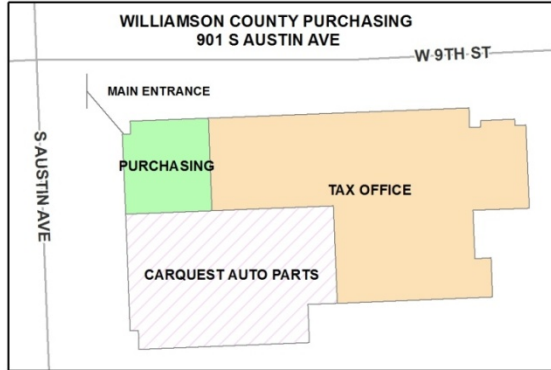 WILLIAMSON COUNTY PURCHASING
901 S AUSTIN AVE
W 9TH ST
MAIN ENTRANCE
S AUSTIN AVE
PURCHASING
TAX OFFICE
CARQUEST AUTO PARTS